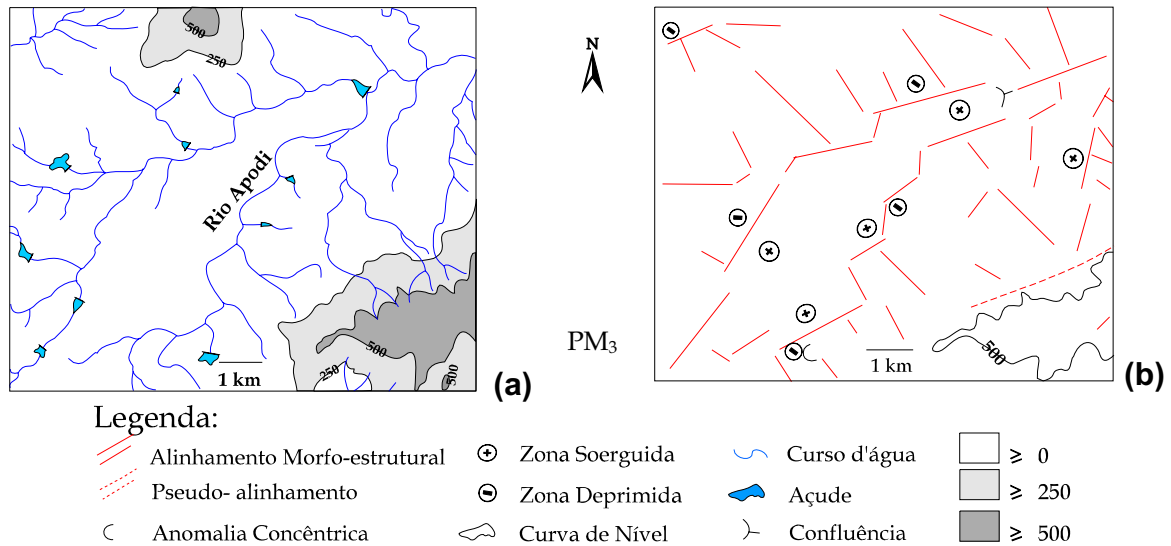 500
250
Rio Apodi
500
250
500
1 km
(a)
N
PM₃
500
1 km
(b)
Legenda:
Alinhamento Morfo-estrutural
Pseudo- alinhamento
Anomalia Concêntrica
Zona Soerguida
Zona Deprimida
Curva de Nível
Curso d'água
Açude
Confluência
≥ 0
≥ 250
≥ 500